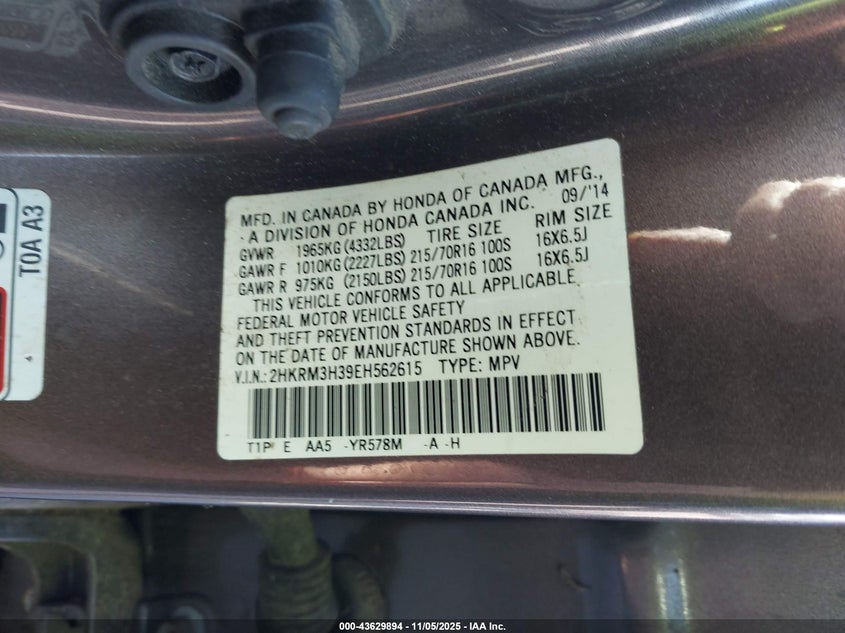 MFD. IN CANADA BY HONDA OF CANADA MFG.,
A DIVISION OF HONDA CANADA INC. 09/'14
GVWR 1965KG (4332LBS) TIRE SIZE RIM SIZE
GAWR F 1010KG (2227LBS) 215/70R16 100S 16X6.5J
GAWR R 975KG (2150LBS) 215/70R16 100S 16X6.5J
THIS VEHICLE CONFORMS TO ALL APPLICABLE
FEDERAL MOTOR VEHICLE SAFETY
AND THEFT PREVENTION STANDARDS IN EFFECT
ON THE DATE OF MANUFACTURE SHOWN ABOVE.
V.I.N.: 2HKRM3H39EH562615 TYPE: MPV
T1P E AA5 -YR578M -A -H
T0A A3
4
000-43629894 — 11/05/2025 — IAA Inc.